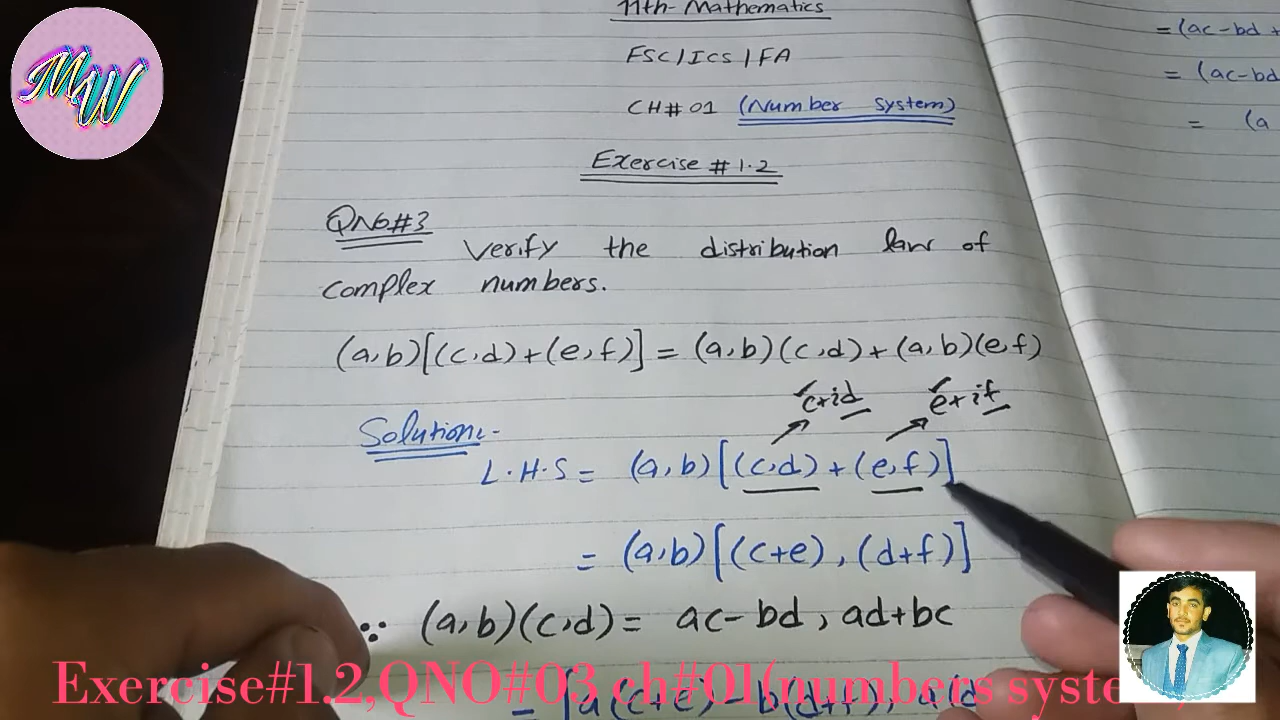 MW
11th- Mathematics
FSC/ICS/FA
CH#01 (Number System)
Exercise #1.2
QNO#3
Verify the distribution law of
complex numbers.
(a,b)[(c,d)+(e,f)] = (a,b)(c,d)+(a,b)(e,f)
c+id e+if
Solution:-
L.H.S = (a,b)[(c,d)+(e,f)]
= (a,b)[(c+e),(d+f)]
∵ (a,b)(c,d) = ac-bd, ad+bc
= [a(c+e)-b(d+f), a(d
Exercise#1.2,QNO#03 ch#01(numbers syste
= (ac-bd+
= (ac-bd
= (a